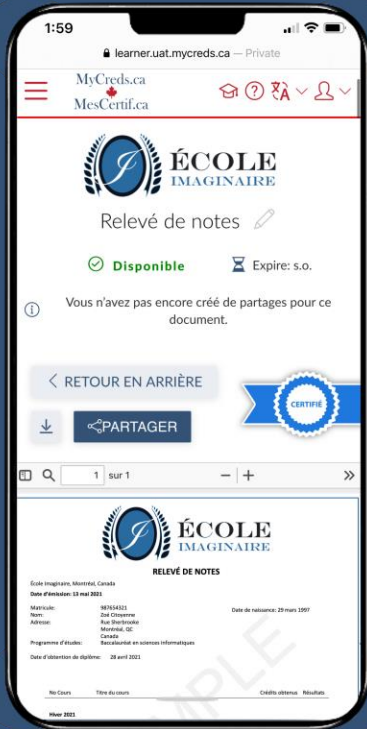 1:59
learner.uat.mycreds.ca — Private
MyCreds.ca
MesCertif.ca
ÉCOLE
IMAGINAIRE
Relevé de notes
Disponible Expire: s.o.
Vous n'avez pas encore créé de partages pour ce
document.
< RETOUR EN ARRIÈRE
CERTIFIÉ
PARTAGER
1 sur 1
ÉCOLE
IMAGINAIRE
RELEVÉ DE NOTES
École Imaginaire, Montréal, Canada
Date d'émission: 13 mai 2021
Matricule: 987654321 Date de naissance: 29 mars 1997
Nom: Zoé Citoyenne
Adresse: Rue Sherbrooke
Montréal, QC
Canada
Programme d'études: Baccalauréat en sciences informatiques
Date d'obtention de diplôme: 28 avril 2021
No Cours Titre du cours Crédits obtenus Résultats
Hiver 2021